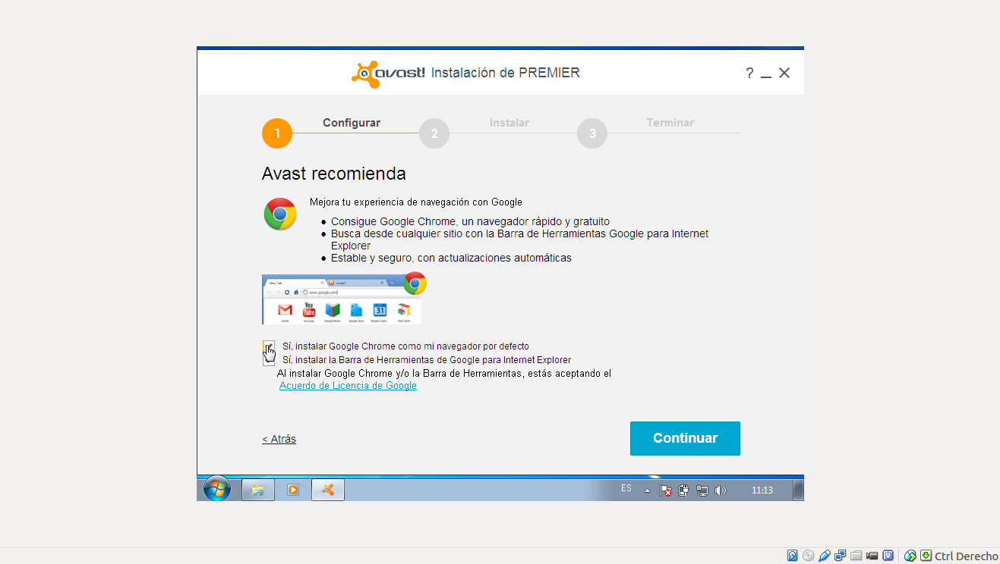 avast! Instalación de PREMIER
? _ X
1 Configurar 2 Instalar 3 Terminar
Avast recomienda
Mejora tu experiencia de navegación con Google
● Consigue Google Chrome, un navegador rápido y gratuito
● Busca desde cualquier sitio con la Barra de Herramientas Google para Internet
Explorer
● Estable y seguro, con actualizaciones automáticas
New Tab avast!
www.google.com
You
Tube
31
Gmail YouTube Google Books Google Docs Google Calen... Web Store
Sí, instalar Google Chrome como mi navegador por defecto
Sí, instalar la Barra de Herramientas de Google para Internet Explorer
Al instalar Google Chrome y/o la Barra de Herramientas, estás aceptando el
Acuerdo de Licencia de Google
< Atrás
Continuar
ES
11:13
Ctrl Derecho